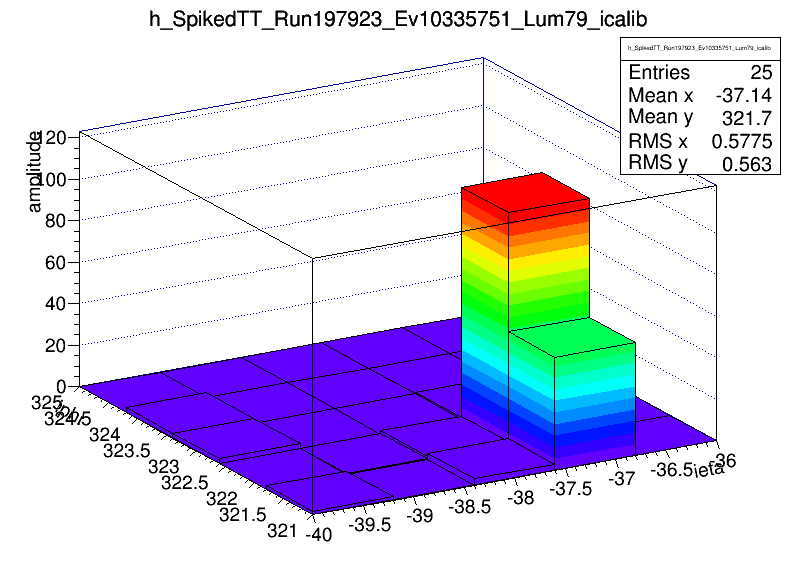 h_SpikedTT_Run197923_Ev10335751_Lum79_icalib
h_SpikedTT_Run197923_Ev10335751_Lum79_icalib
Entries 25
Mean x -37.14
Mean y 321.7
RMS x 0.5775
RMS y 0.563
amplitude
120
100
80
60
40
20
0
325
324.5
324
323.5
323
322.5
322
321.5
321
-40
-39.5
-39
-38.5
-38
-37.5
-37
-36.5
-36
ieta